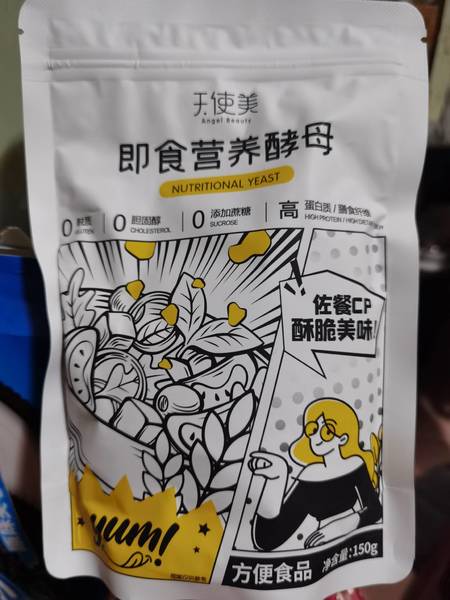 天使美
Angel Beauty
即食营养酵母
NUTRITIONAL YEAST
0 麸质 GLUTEN
0 胆固醇 CHOLESTEROL
0 添加蔗糖 SUCROSE
高 蛋白质/膳食纤维
HIGH PROTEIN / HIGH DIETARY
佐餐CP
酥脆美味!
yum!
方便食品 净含量:150g